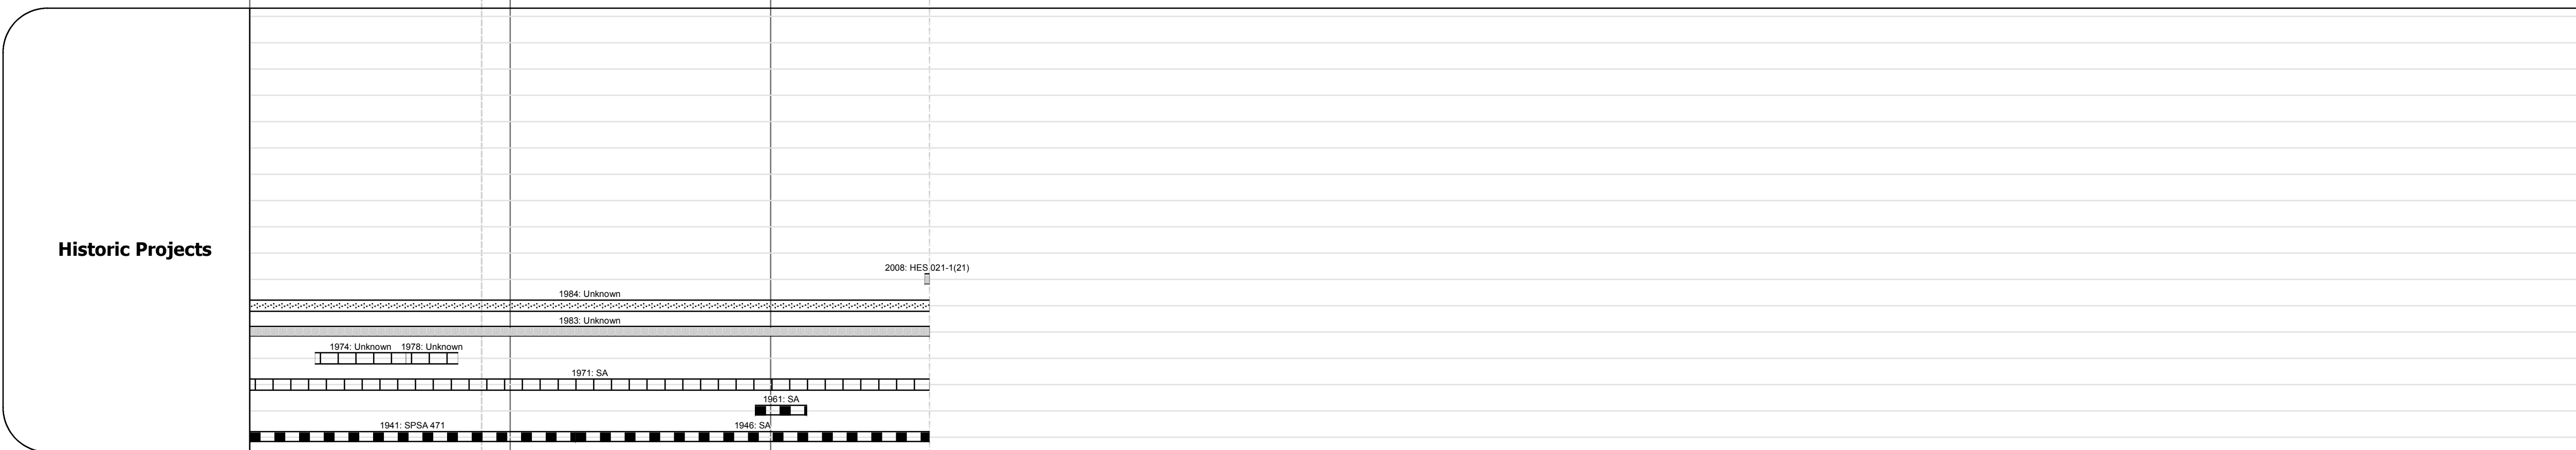 Historic Projects
2008: HES 021-1(21)
1984: Unknown
1983: Unknown
1974: Unknown
1978: Unknown
1971: SA
1961: SA
1941: SPSA 471
1946: SA